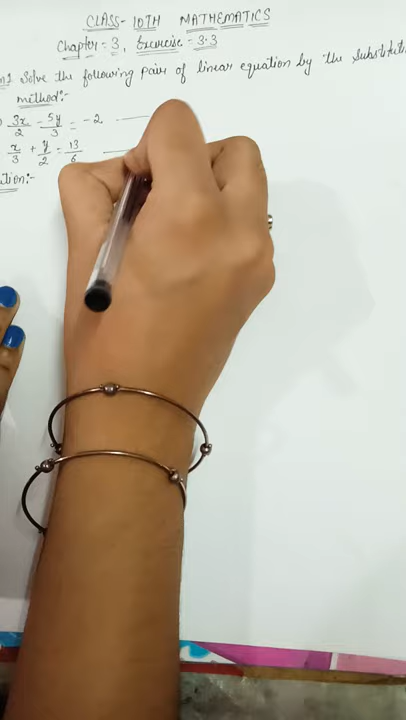 CLASS- 10TH MATHEMATICS
Chapter = 3, Exercise = 3.3
Solve the following pair of linear equation by the
method:-
3x/2 - 5y/3 = -2
x/3 + y/2 = 13/6